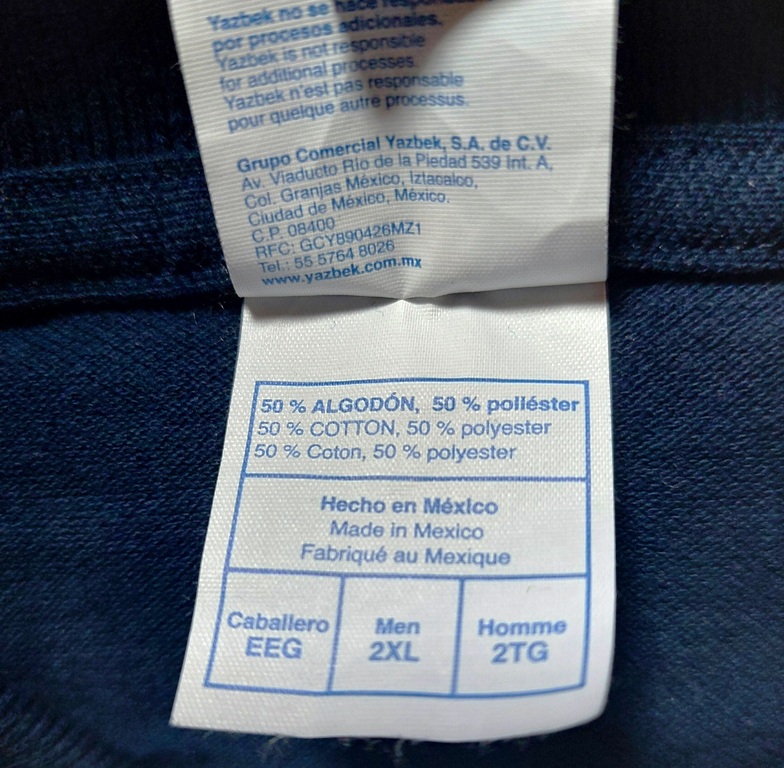 Yazbek no se hace
por procesos adicionales.
Yazbek is not responsible
for additional processes.
Yazbek n'est pas responsable
pour quelque autre processus.
Grupo Comercial Yazbek, S.A. de C.V.
Av. Viaducto Río de la Piedad 539 Int. A,
Col. Granjas México, Iztacalco,
Ciudad de México, México.
C.P. 08400
RFC: GCY890426MZ1
Tel.: 55 5764 8026
www.yazbek.com.mx
50 % ALGODÓN, 50 % poliéster
50 % COTTON, 50 % polyester
50 % Coton, 50 % polyester
Hecho en México
Made in Mexico
Fabriqué au Mexique
Caballero
EEG
Men
2XL
Homme
2TG